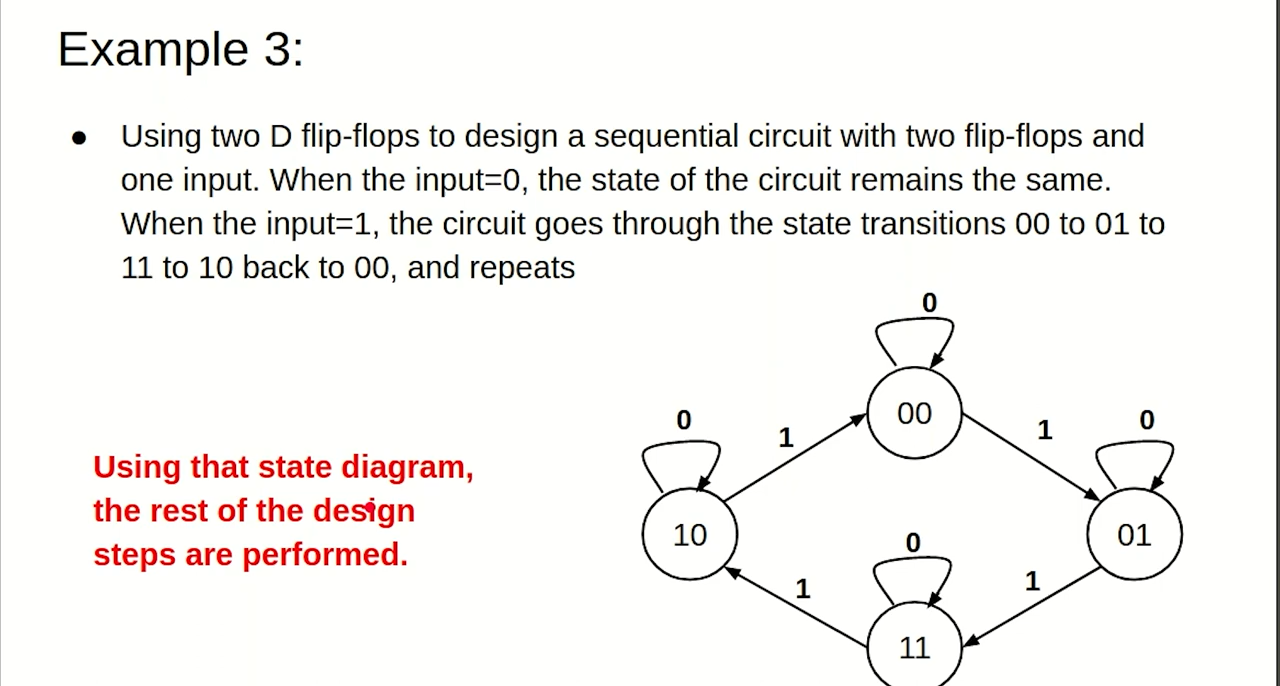 Example 3:
● Using two D flip-flops to design a sequential circuit with two flip-flops and
one input. When the input=0, the state of the circuit remains the same.
When the input=1, the circuit goes through the state transitions 00 to 01 to
11 to 10 back to 00, and repeats
0
00
0
1
1
0
Using that state diagram,
the rest of the design
steps are performed.
10
01
0
1
1
11